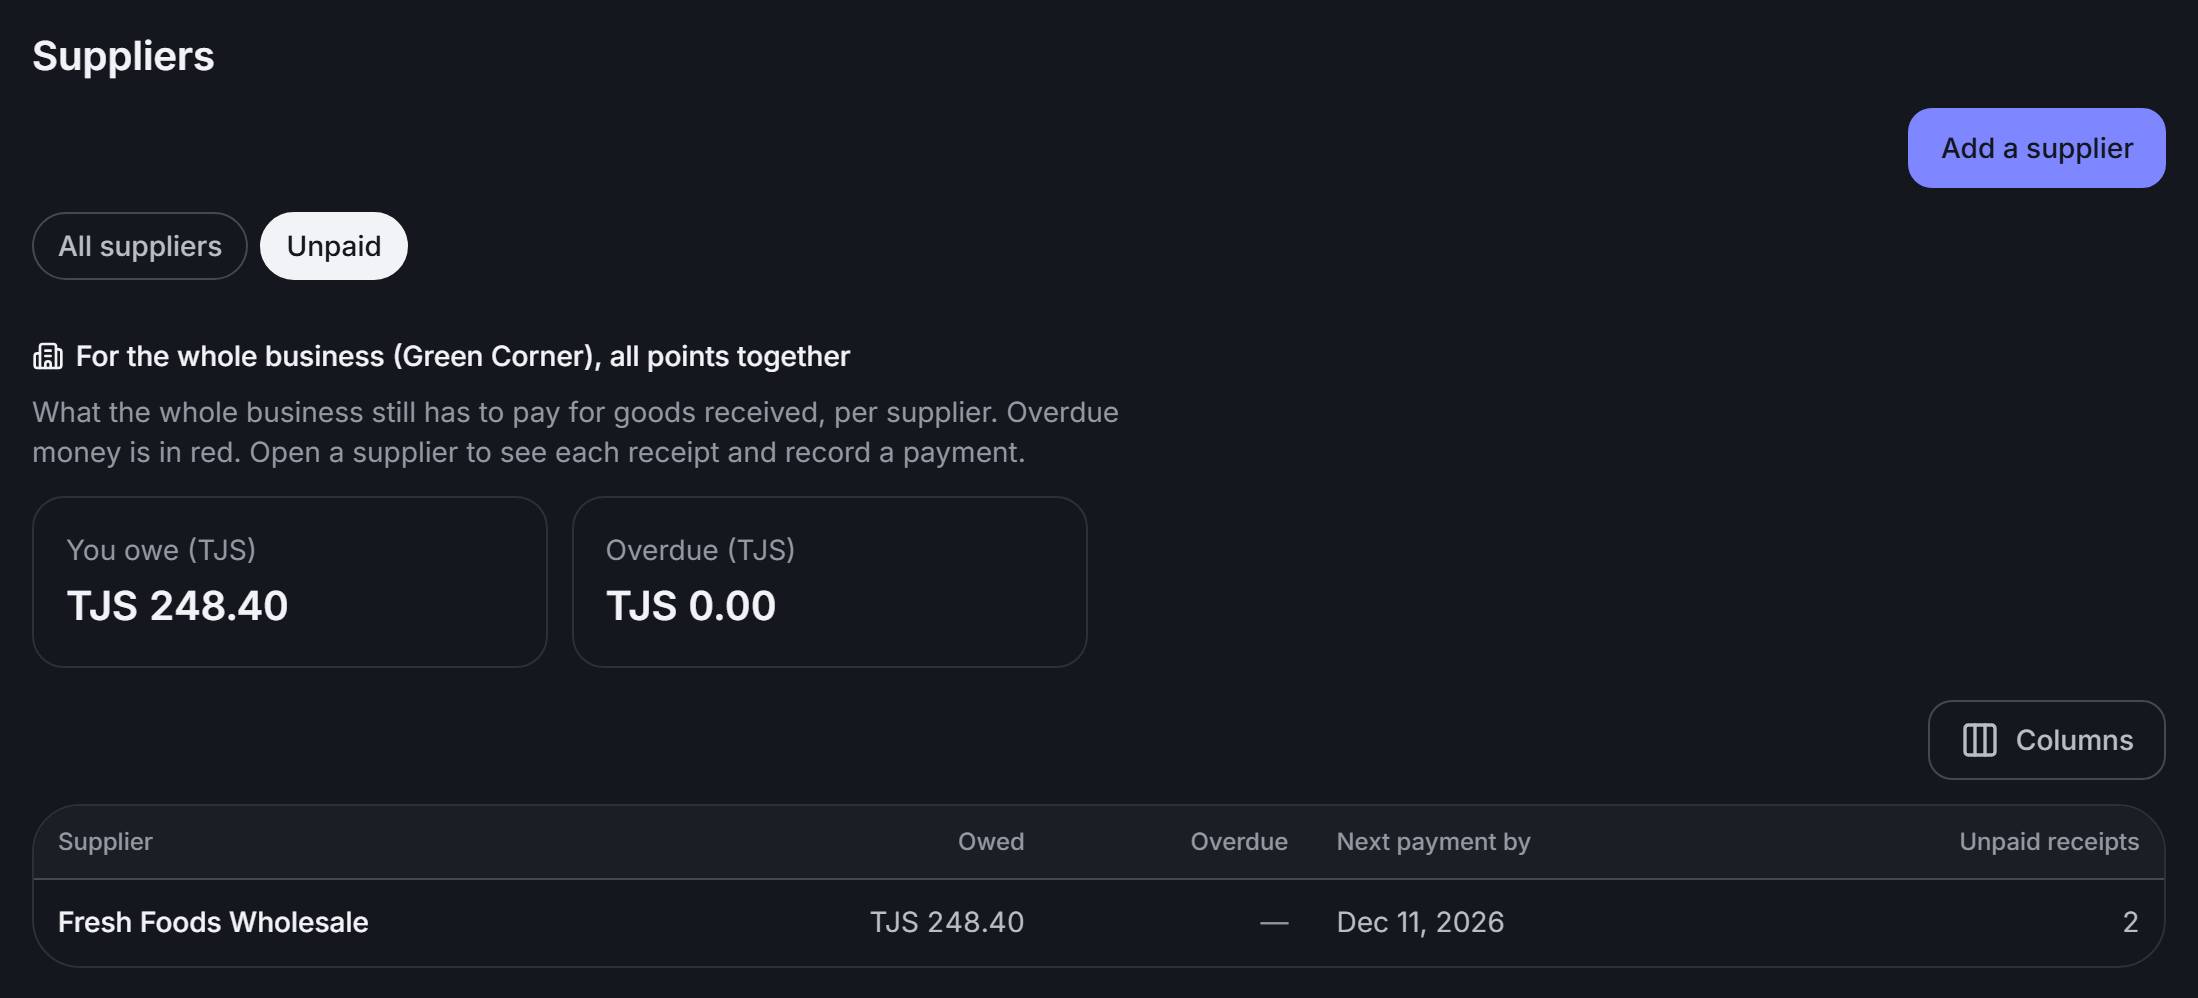 Suppliers
Add a supplier
All suppliers
Unpaid
For the whole business (Green Corner), all points together
What the whole business still has to pay for goods received, per supplier. Overdue
money is in red. Open a supplier to see each receipt and record a payment.
You owe (TJS)
TJS 248.40
Overdue (TJS)
TJS 0.00
Columns
Supplier Owed Overdue Next payment by Unpaid receipts
Fresh Foods Wholesale TJS 248.40 — Dec 11, 2026 2